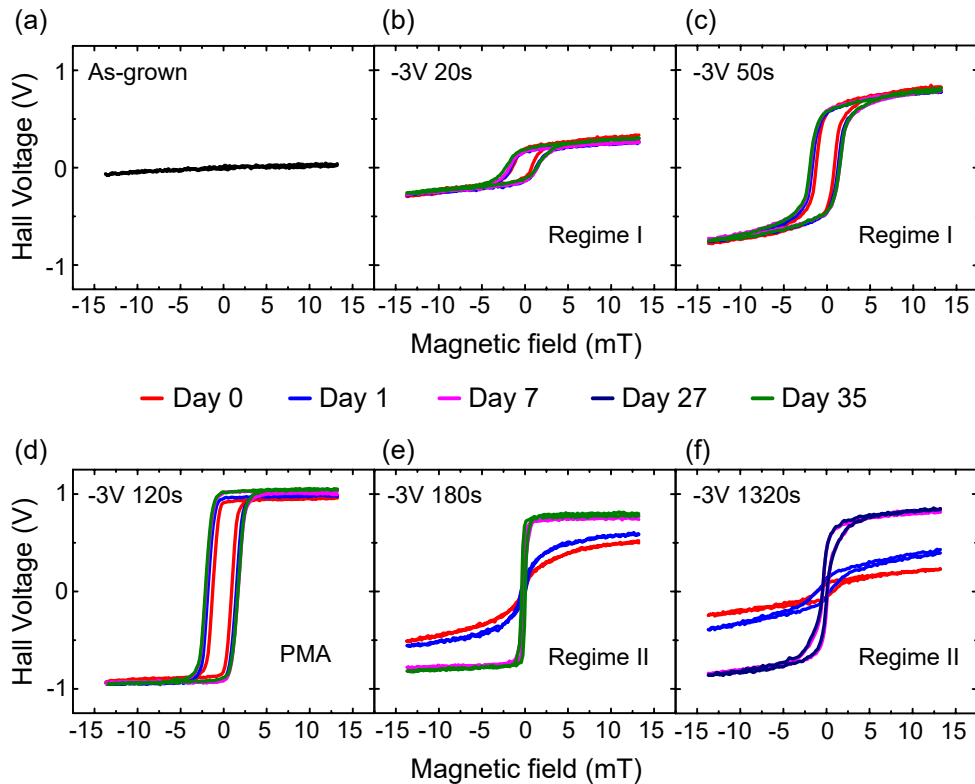 (a)
(b)
(c)
As-grown
-3V 20s
-3V 50s
Regime I
Regime I
Hall Voltage (V)
1
0
-1
-15 -10 -5 0 5 10 15
-15 -10 -5 0 5 10 15
-15 -10 -5 0 5 10 15
Magnetic field (mT)
Day 0 Day 1 Day 7 Day 27 Day 35
(d)
(e)
(f)
-3V 120s
-3V 180s
-3V 1320s
PMA
Regime II
Regime II
Hall Voltage (V)
1
0
-1
-15 -10 -5 0 5 10 15
-15 -10 -5 0 5 10 15
-15 -10 -5 0 5 10 15
Magnetic field (mT)